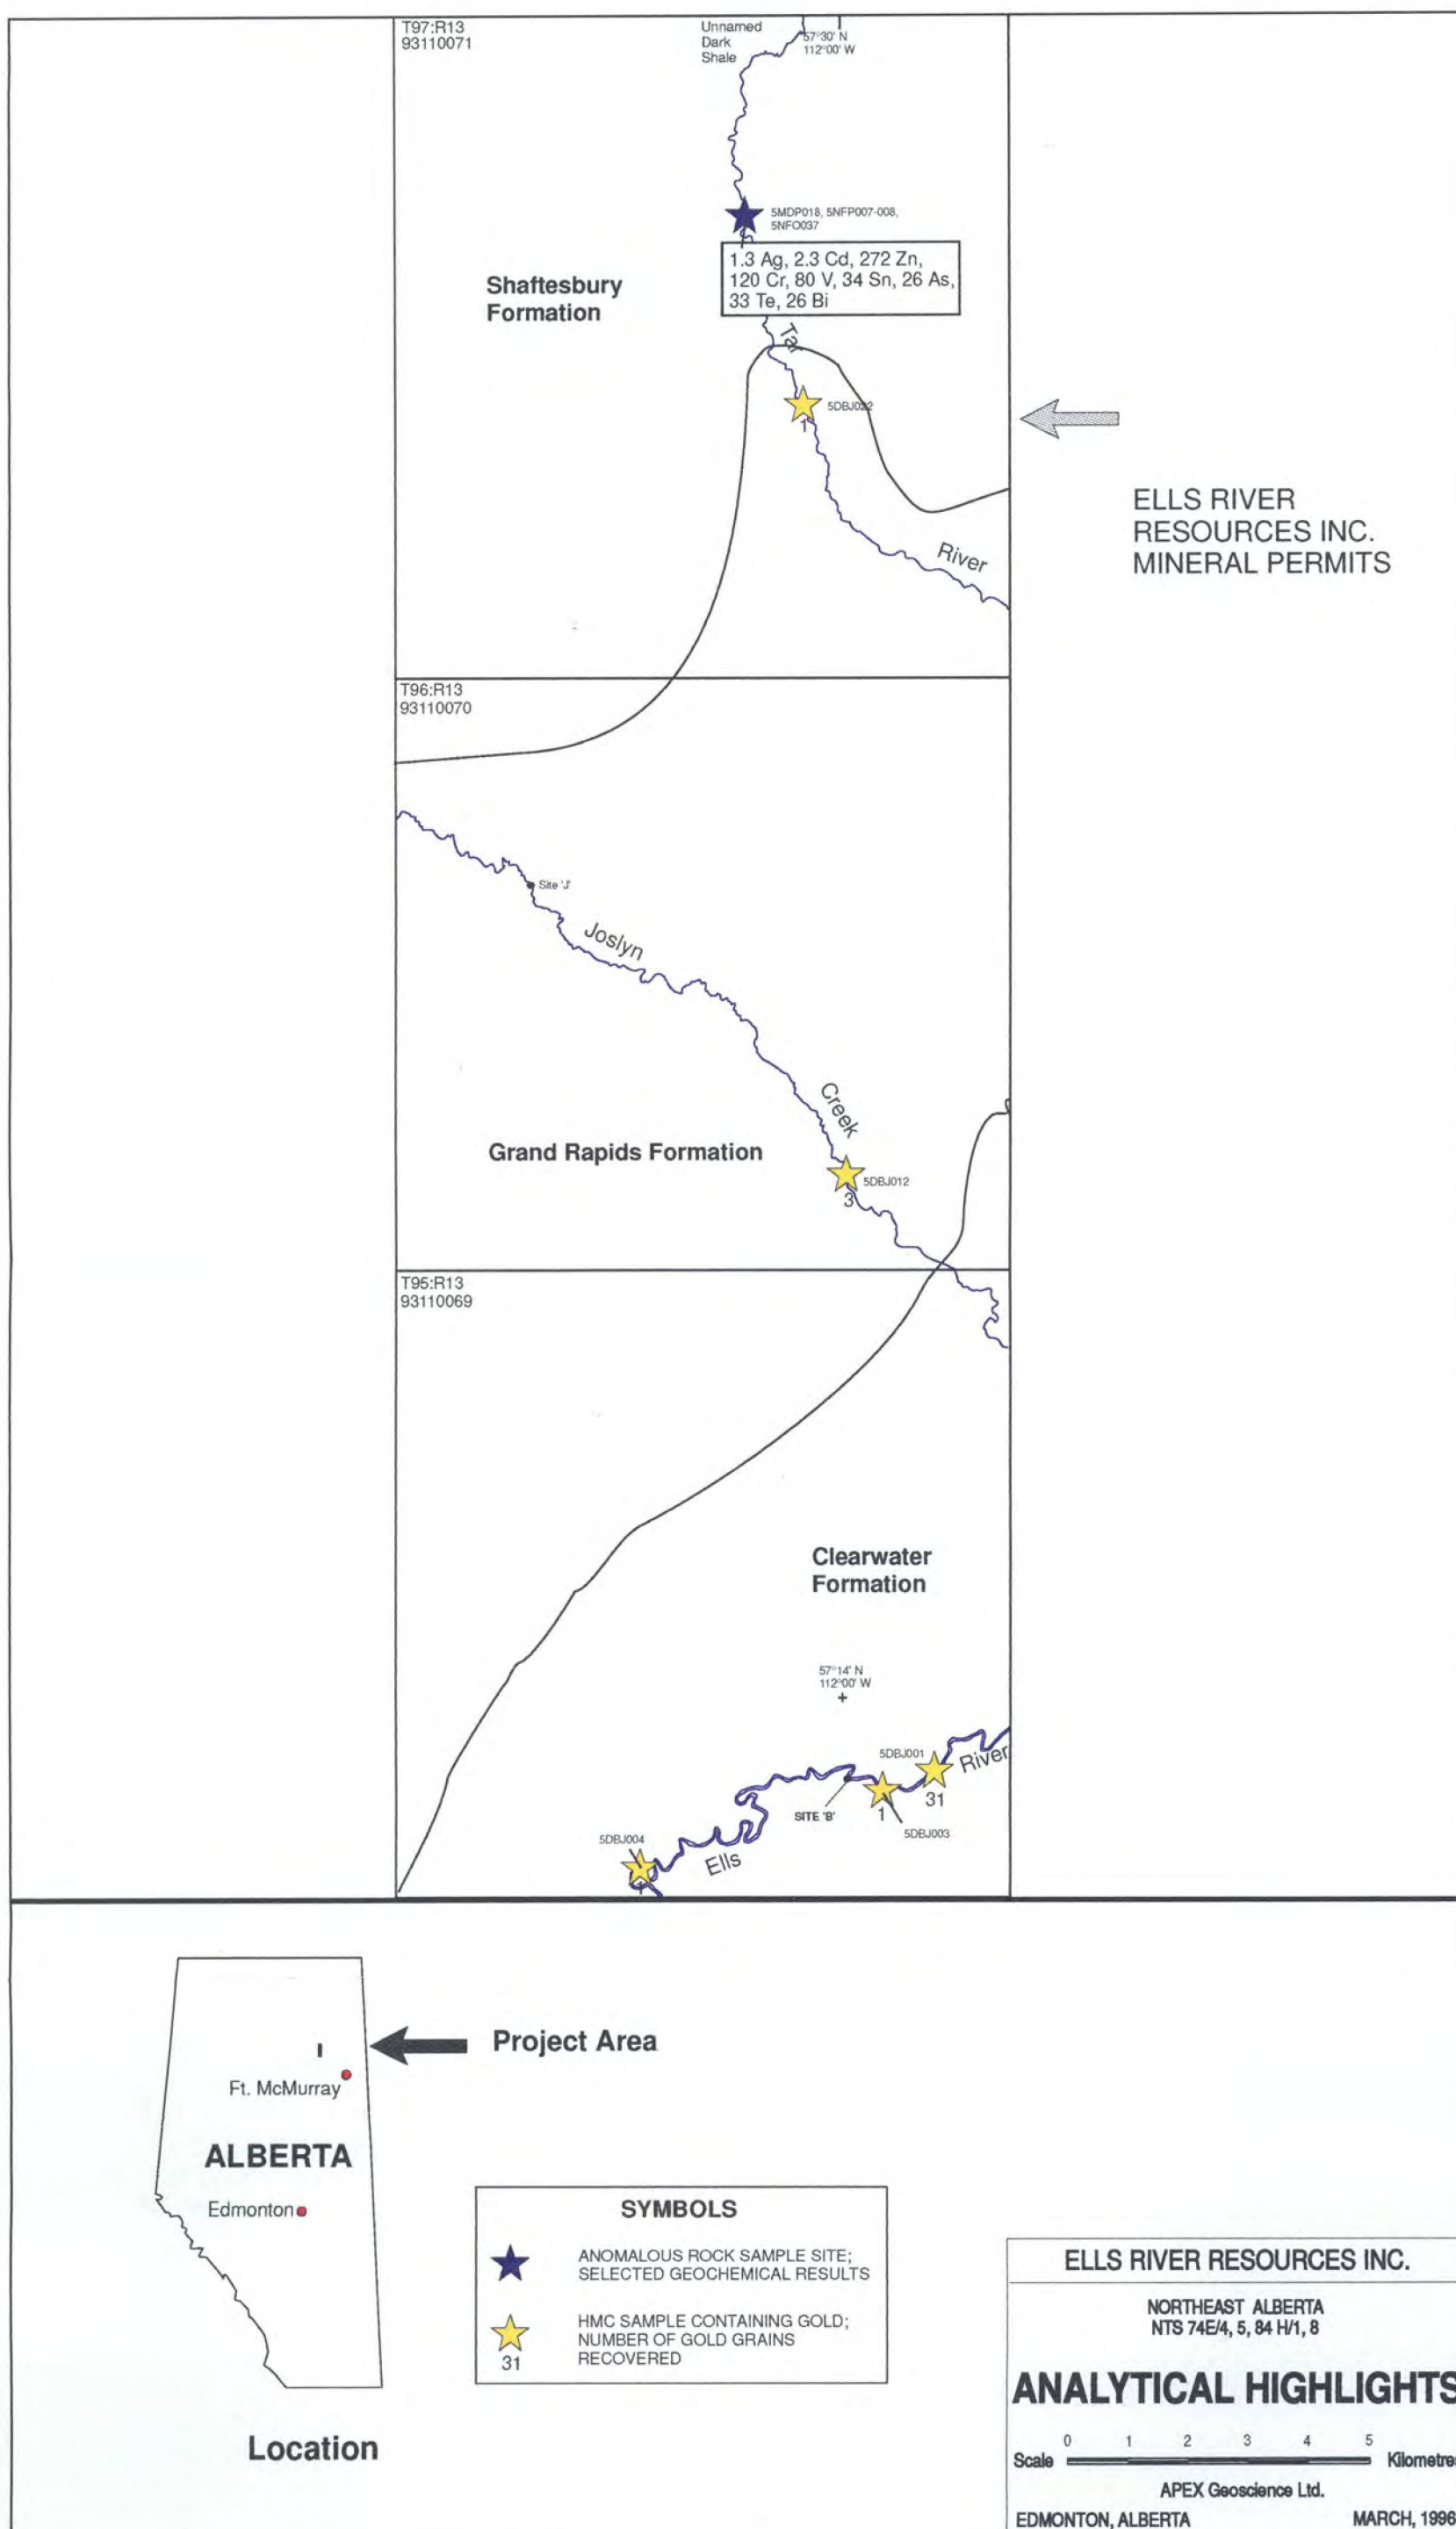 T97:R13
93110071
Unnamed
Dark
Shale
57°30' N
112°00' W
5MDP018, 5NFP007-008,
5NFO037
1.3 Ag, 2.3 Cd, 272 Zn,
120 Cr, 80 V, 34 Sn, 26 As,
33 Te, 26 Bi
Shaftesbury
Formation
Tar
5DBJ022
1
River
ELLS RIVER
RESOURCES INC.
MINERAL PERMITS
T96:R13
93110070
Site 'J'
Joslyn
Creek
Grand Rapids Formation
5DBJ012
3
T95:R13
93110069
Clearwater
Formation
57°14' N
112°00' W
5DBJ001
River
31
SITE 'B'
1
5DBJ003
5DBJ004
Ells
1
Project Area
Ft. McMurray
ALBERTA
Edmonton
Location
SYMBOLS
ANOMALOUS ROCK SAMPLE SITE;
SELECTED GEOCHEMICAL RESULTS
HMC SAMPLE CONTAINING GOLD;
NUMBER OF GOLD GRAINS
RECOVERED
31
ELLS RIVER RESOURCES INC.
NORTHEAST ALBERTA
NTS 74E/4, 5, 84 H/1, 8
ANALYTICAL HIGHLIGHTS
0 1 2 3 4 5
Scale Kilometres
APEX Geoscience Ltd.
EDMONTON, ALBERTA MARCH, 1996